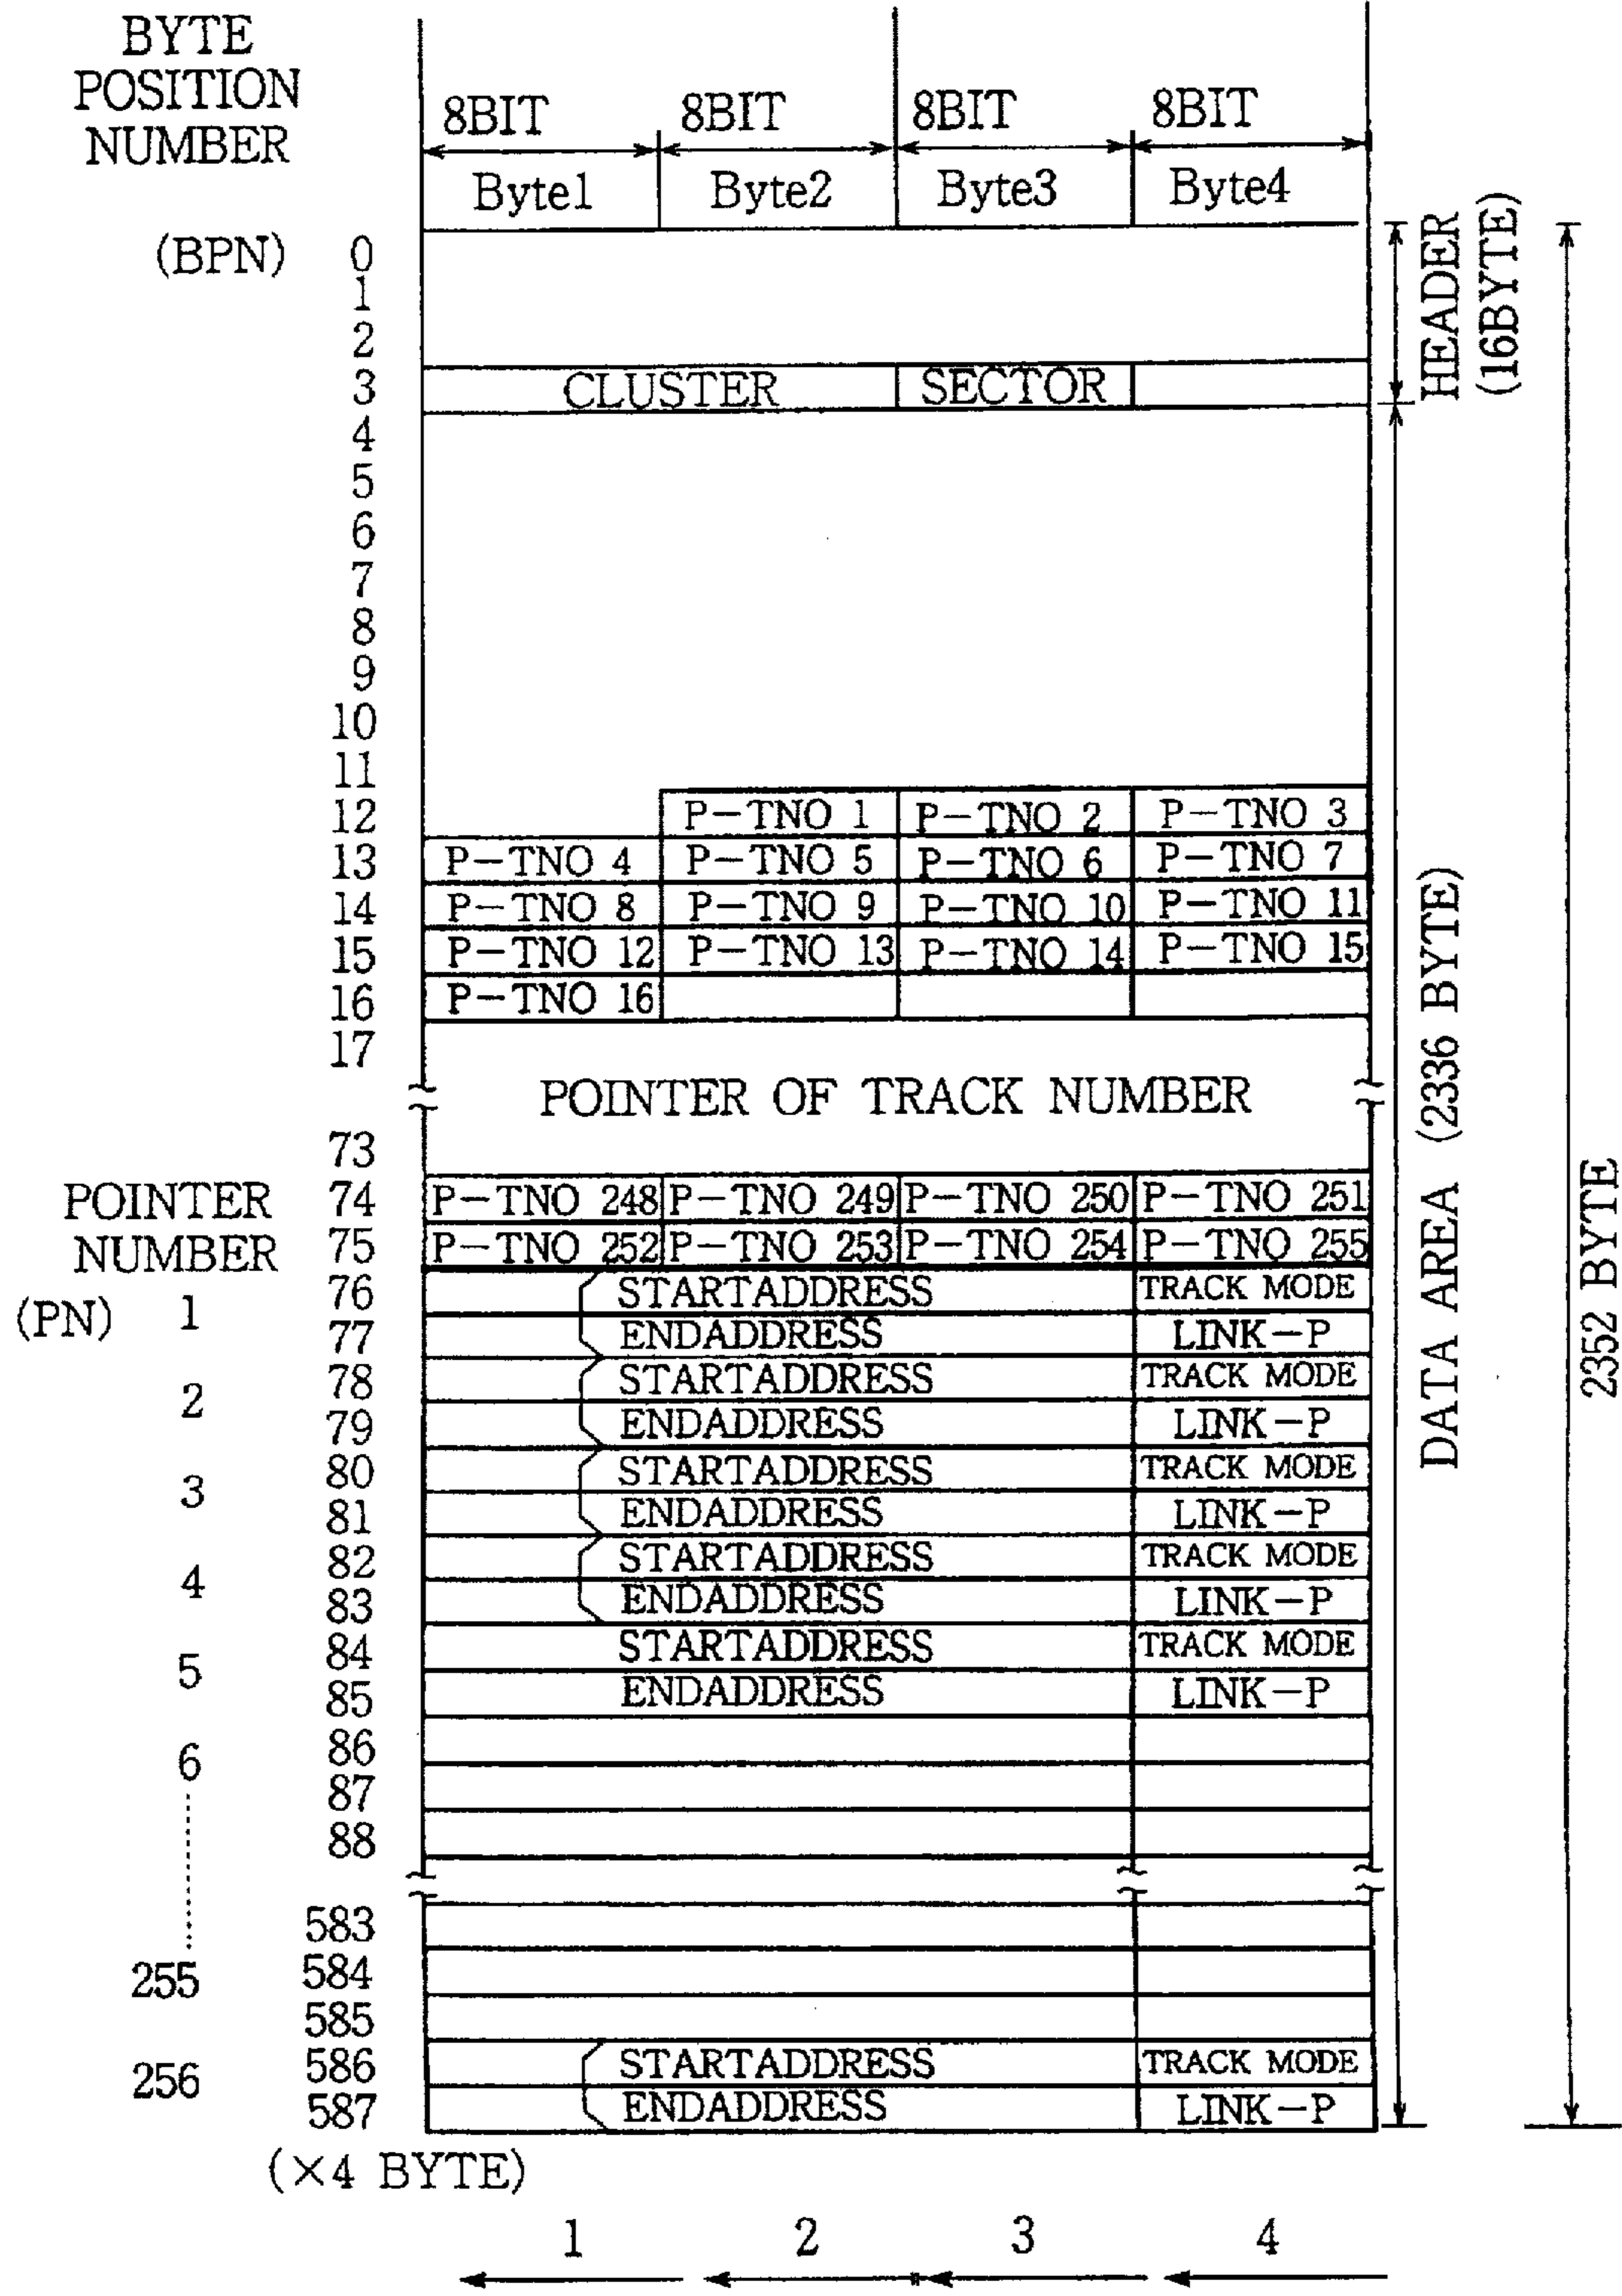 BYTE
POSITION
NUMBER
8BIT 8BIT 8BIT 8BIT
Byte1 Byte2 Byte3 Byte4
(BPN) 0
1
2
3 CLUSTER SECTOR
4
5
6
7
8
9
10
11
12 P-TNO 1 P-TNO 2 P-TNO 3
13 P-TNO 4 P-TNO 5 P-TNO 6 P-TNO 7
14 P-TNO 8 P-TNO 9 P-TNO 10 P-TNO 11
15 P-TNO 12 P-TNO 13 P-TNO 14 P-TNO 15
16 P-TNO 16
17
POINTER OF TRACK NUMBER
73
POINTER 74 P-TNO 248 P-TNO 249 P-TNO 250 P-TNO 251
NUMBER 75 P-TNO 252 P-TNO 253 P-TNO 254 P-TNO 255
76 STARTADDRESS TRACK MODE
(PN) 1
77 ENDADDRESS LINK-P
78 STARTADDRESS TRACK MODE
2
79 ENDADDRESS LINK-P
80 STARTADDRESS TRACK MODE
3
81 ENDADDRESS LINK-P
82 STARTADDRESS TRACK MODE
4
83 ENDADDRESS LINK-P
84 STARTADDRESS TRACK MODE
5
85 ENDADDRESS LINK-P
86
6
87
88
583
255 584
585
586 STARTADDRESS TRACK MODE
256
587 ENDADDRESS LINK-P
(×4 BYTE)
1 2 3 4
HEADER
(16BYTE)
DATA AREA (2336 BYTE)
2352 BYTE